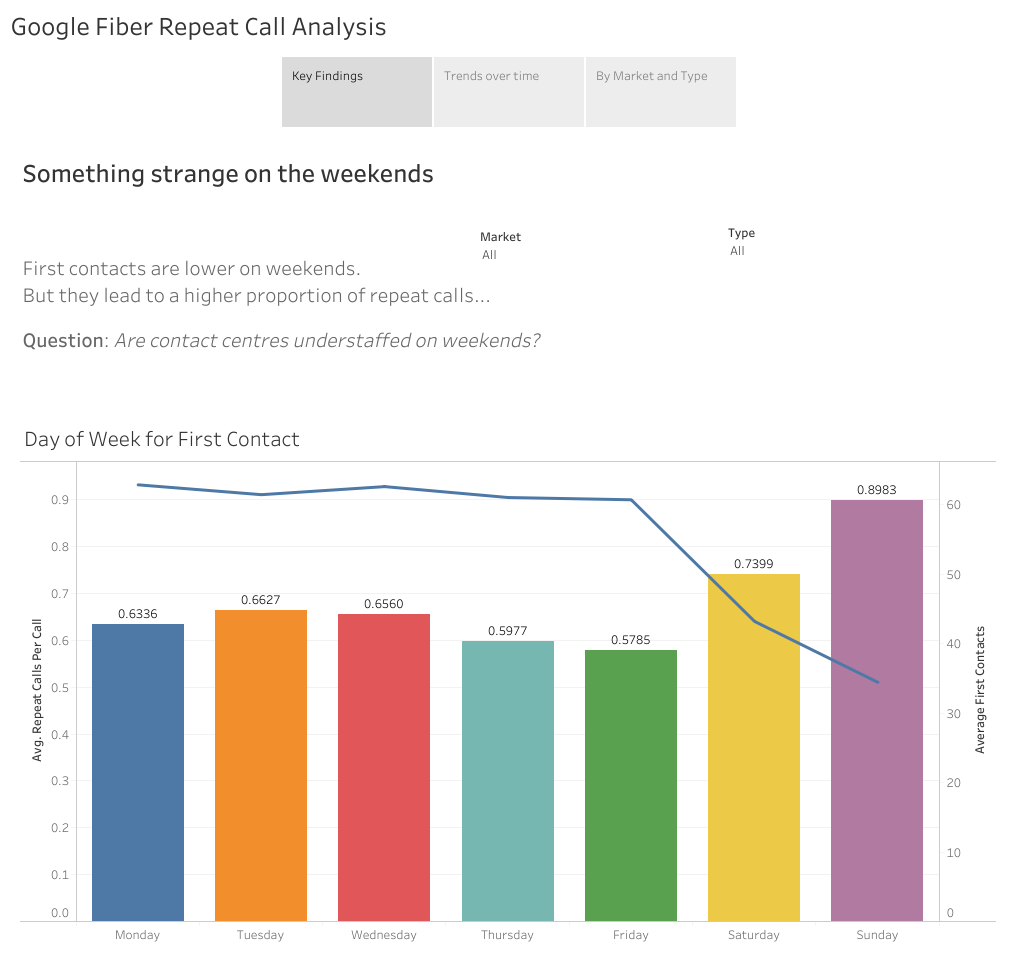 Google Fiber Repeat Call Analysis
Key Findings
Trends over time
By Market and Type
Something strange on the weekends
Market
All
Type
All
First contacts are lower on weekends.
But they lead to a higher proportion of repeat calls...
Question: Are contact centres understaffed on weekends?
Day of Week for First Contact
Avg. Repeat Calls Per Call
0.9
0.8
0.7
0.6
0.5
0.4
0.3
0.2
0.1
0.0
0.6336
0.6627
0.6560
0.5977
0.5785
0.7399
0.8983
60
50
40
30
20
10
0
Average First Contacts
Monday
Tuesday
Wednesday
Thursday
Friday
Saturday
Sunday